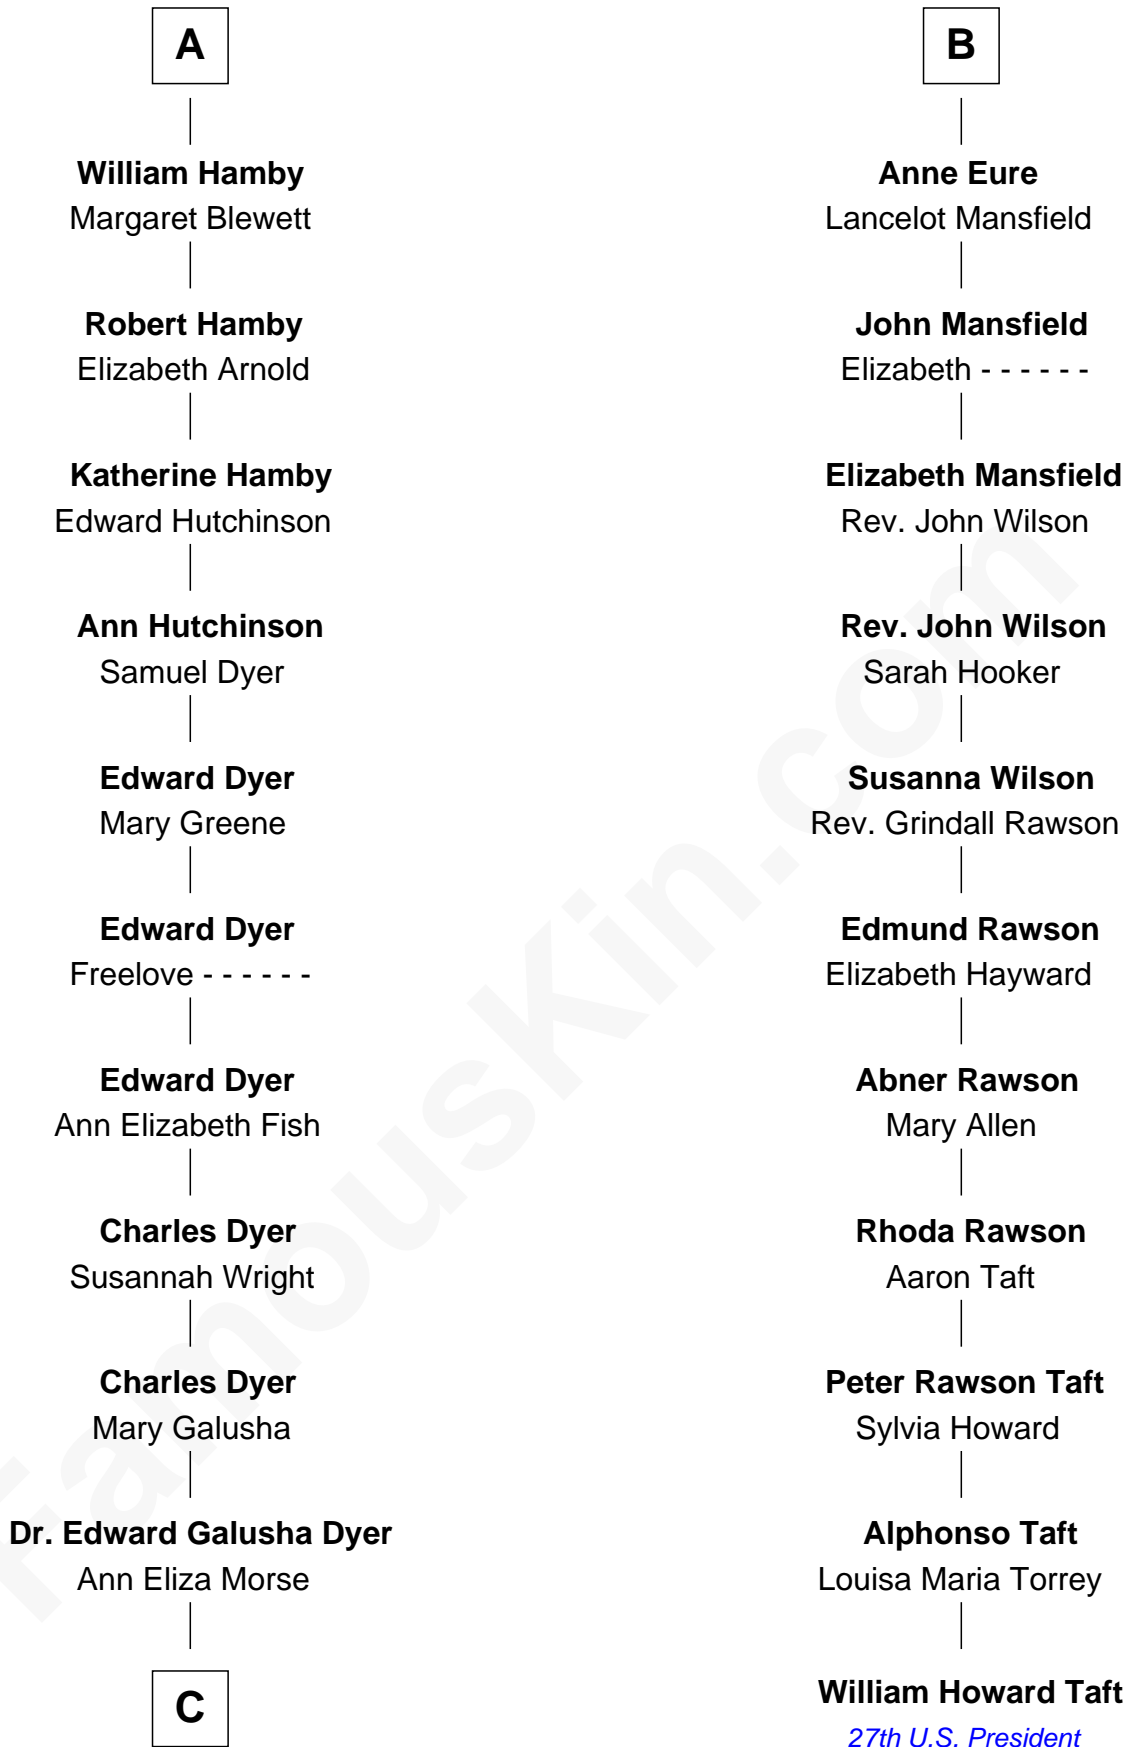 A
William Hamby
Margaret Blewett
Robert Hamby
Elizabeth Arnold
Katherine Hamby
Edward Hutchinson
Ann Hutchinson
Samuel Dyer
Edward Dyer
Mary Greene
Edward Dyer
Freelove - - - - - -
Edward Dyer
Ann Elizabeth Fish
Charles Dyer
Susannah Wright
Charles Dyer
Mary Galusha
Dr. Edward Galusha Dyer
Ann Eliza Morse
C
B
Anne Eure
Lancelot Mansfield
John Mansfield
Elizabeth - - - - - -
Elizabeth Mansfield
Rev. John Wilson
Rev. John Wilson
Sarah Hooker
Susanna Wilson
Rev. Grindall Rawson
Edmund Rawson
Elizabeth Hayward
Abner Rawson
Mary Allen
Rhoda Rawson
Aaron Taft
Peter Rawson Taft
Sylvia Howard
Alphonso Taft
Louisa Maria Torrey
William Howard Taft
27th U.S. President
FamousKin.com